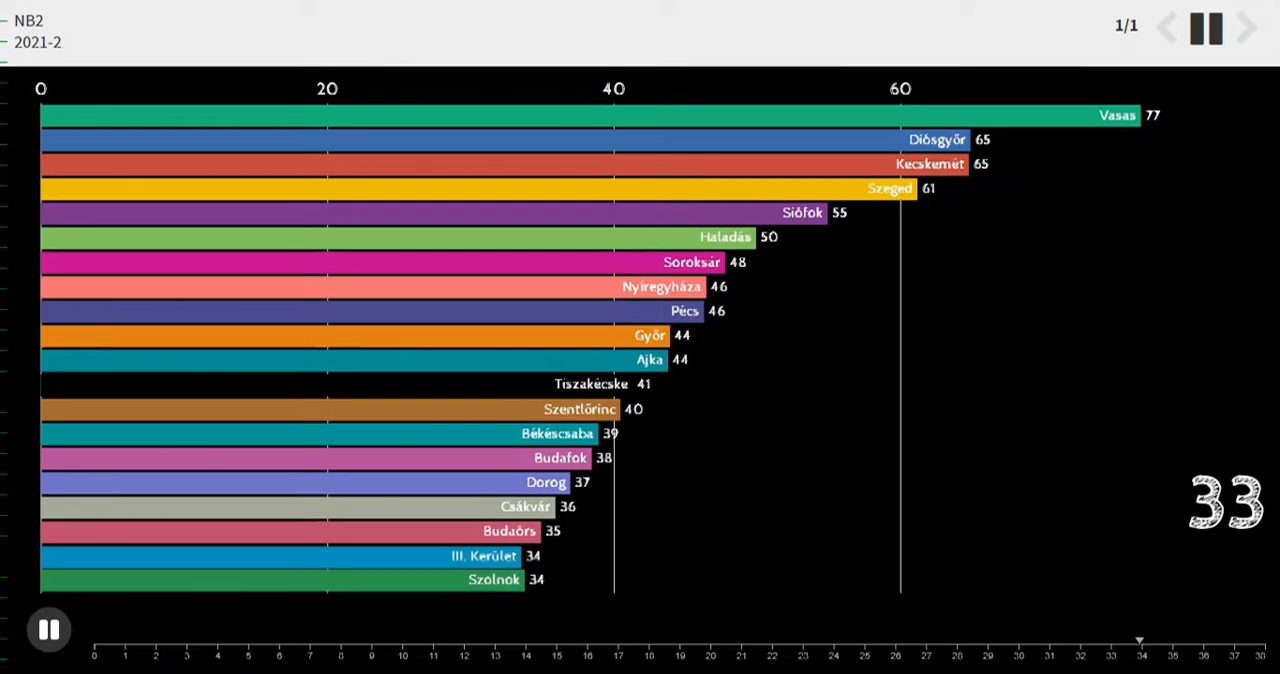 NB2
2021-2
1/1
0 20 40 60
Vasas 77
Diósgyőr 65
Kecskemét 65
Szeged 61
Siófok 55
Haladás 50
Soroksár 48
Nyíregyháza 46
Pécs 46
Győr 44
Ajka 44
Tiszakécske 41
Szentlőrinc 40
Békéscsaba 39
Budafok 38
Dorog 37
Csákvár 36
Budaörs 35
III. Kerület 34
Szolnok 34
33
0 1 2 3 4 5 6 7 8 9 10 11 12 13 14 15 16 17 18 19 20 21 22 23 24 25 26 27 28 29 30 31 32 33 34 35 36 37 38